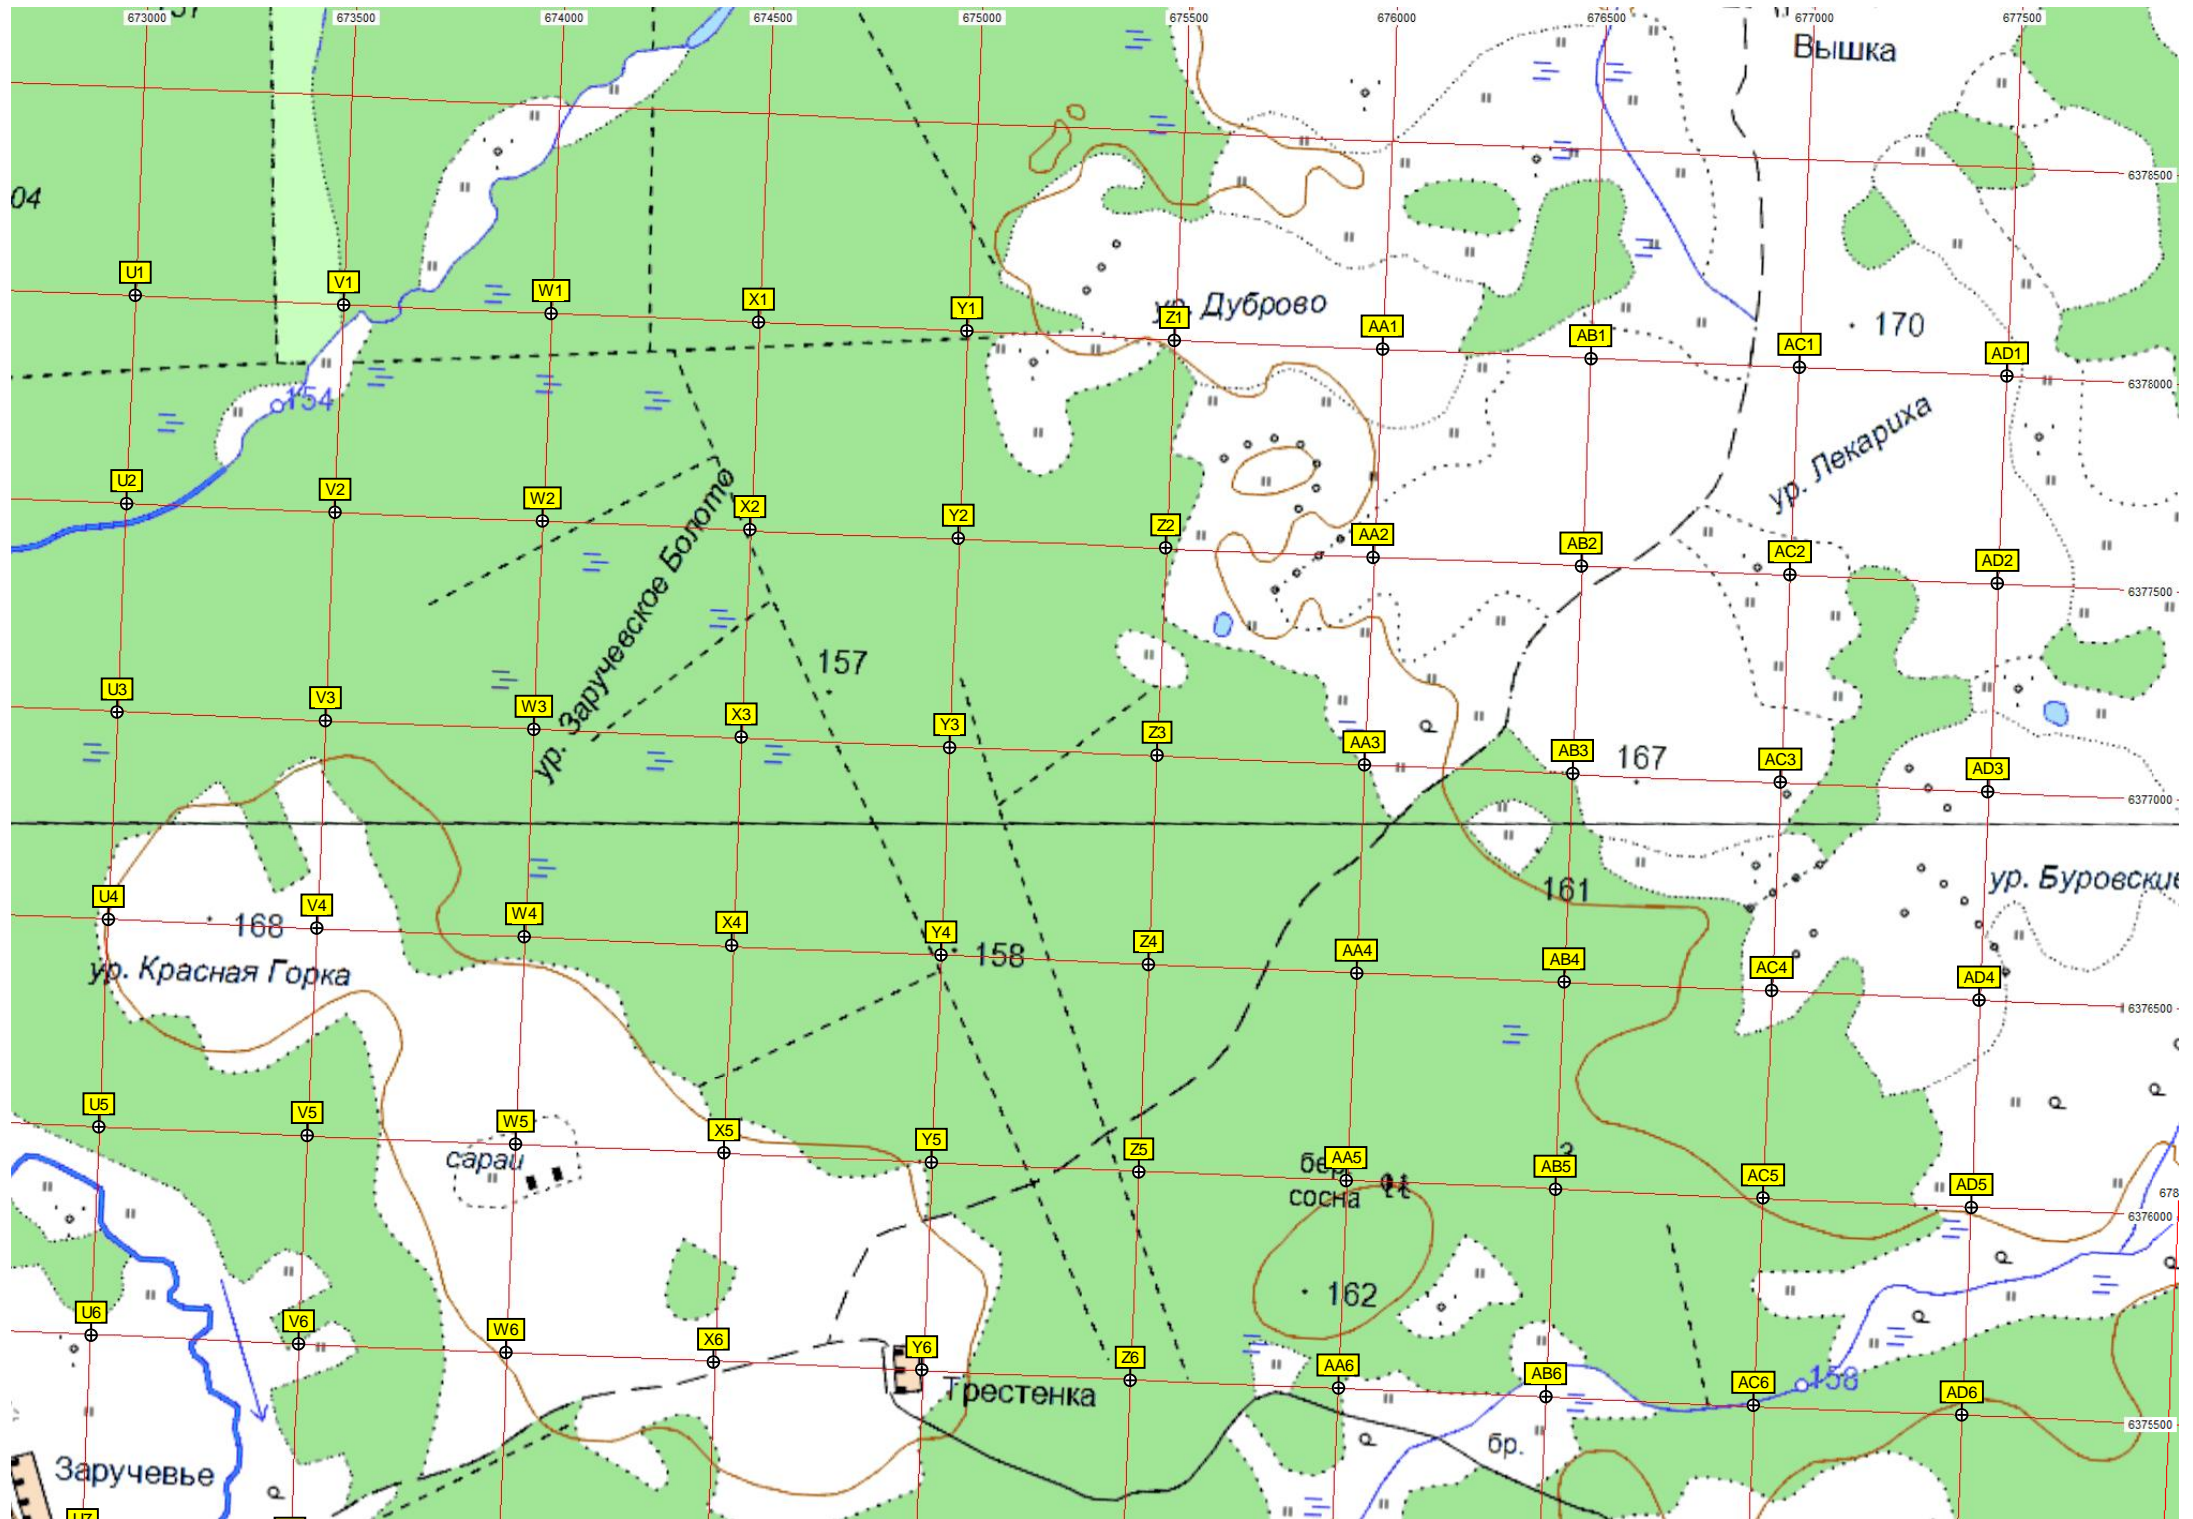 673000 673500 674000 674500 675000 675500 676000 676500 677000 677500
Вышка
6378500
04
U1 V1 W1 X1 Y1 Z1 AA1 AB1 AC1 AD1
ур. Дуброво
170
6378000
154
ур. Лекариха
U2 V2 W2 X2 Y2 Z2 AA2 AB2 AC2 AD2
6377500
ур. Заручевское Болото
157
U3 V3 W3 X3 Y3 Z3 AA3 AB3 AC3 AD3
167
6377000
161
ур. Буровские
U4 V4 W4 X4 Y4 Z4 AA4 AB4 AC4 AD4
168
158
ур. Красная Горка
6376500
U5 V5 W5 X5 Y5 Z5 AA5 AB5 AC5 AD5
сараи
3
сосна
678
6376000
162
U6 V6 W6 X6 Y6 Z6 AA6 AB6 AC6 AD6
158
Трестенка
6375500
бр.
Заручевье
U7